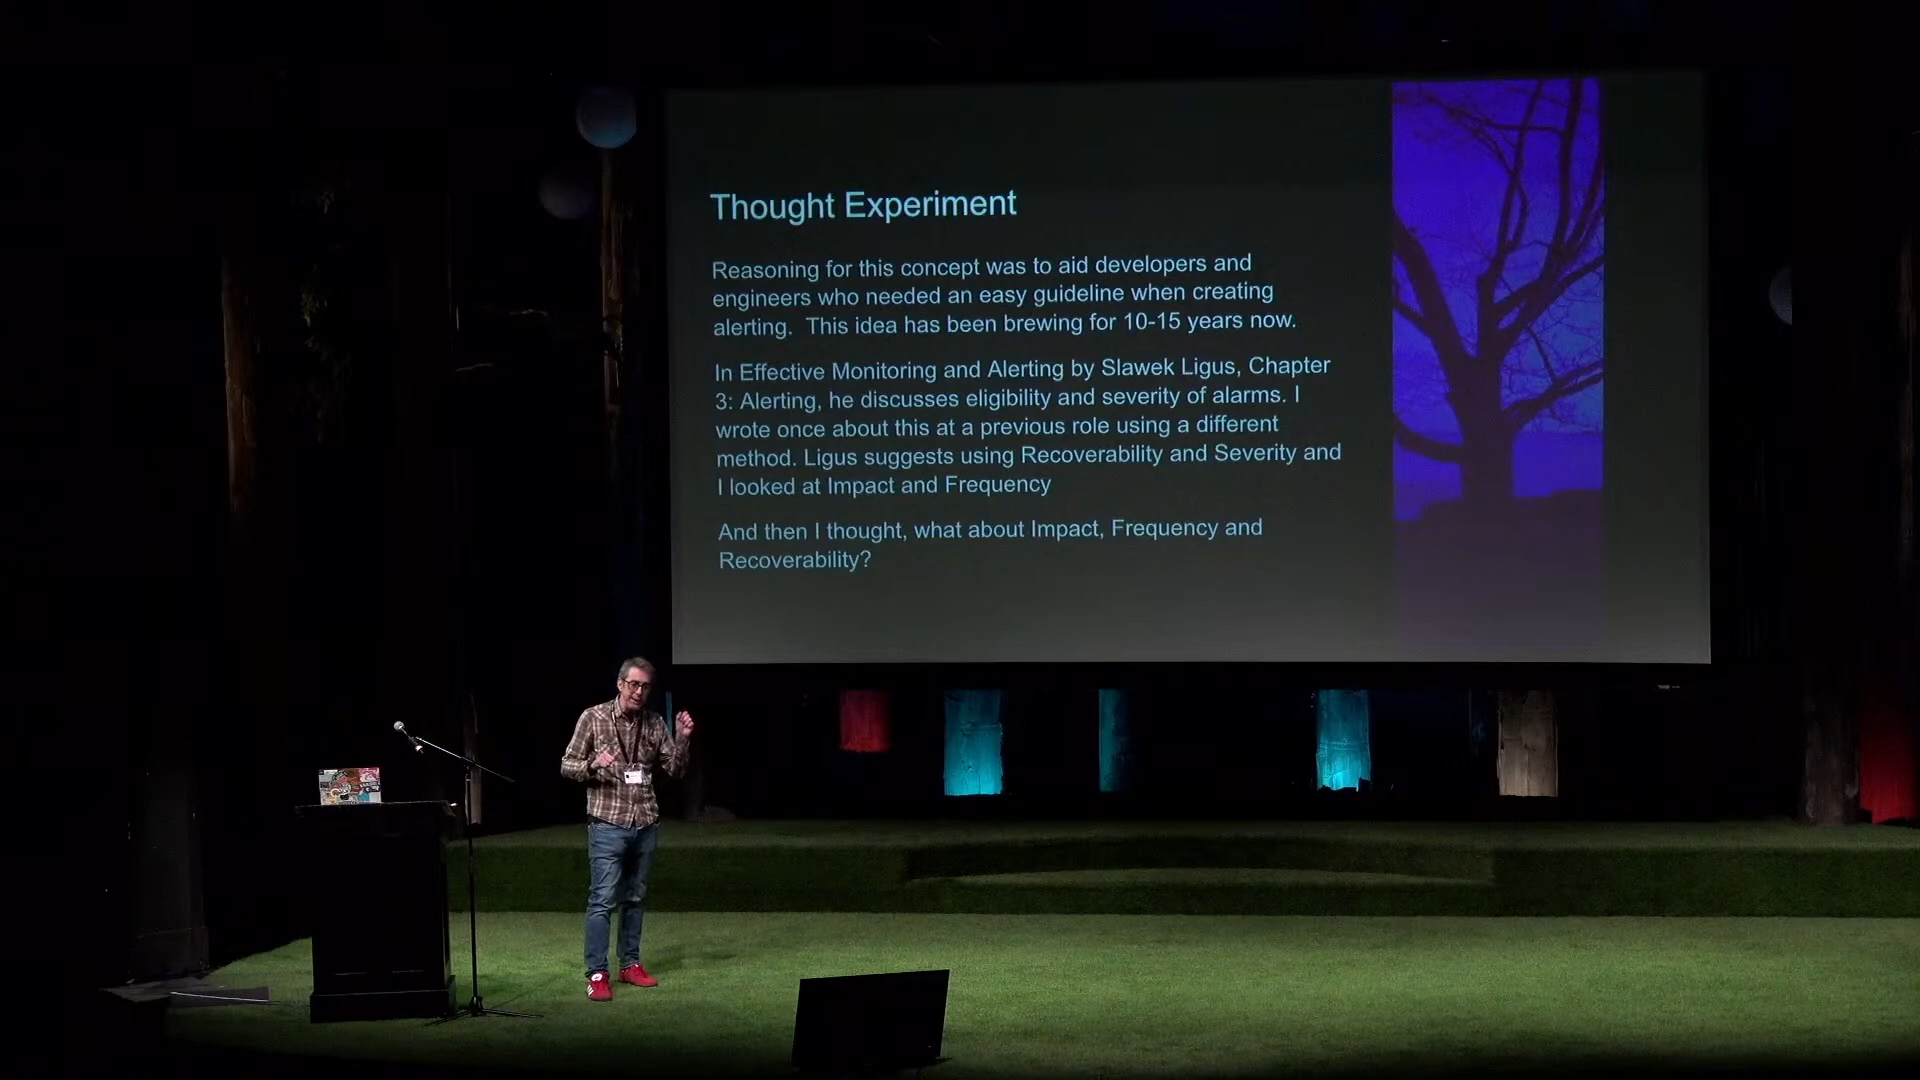 Thought Experiment
Reasoning for this concept was to aid developers and
engineers who needed an easy guideline when creating
alerting.  This idea has been brewing for 10-15 years now.
In Effective Monitoring and Alerting by Slawek Ligus, Chapter
3: Alerting, he discusses eligibility and severity of alarms. I
wrote once about this at a previous role using a different
method. Ligus suggests using Recoverability and Severity and
I looked at Impact and Frequency
And then I thought, what about Impact, Frequency and
Recoverability?